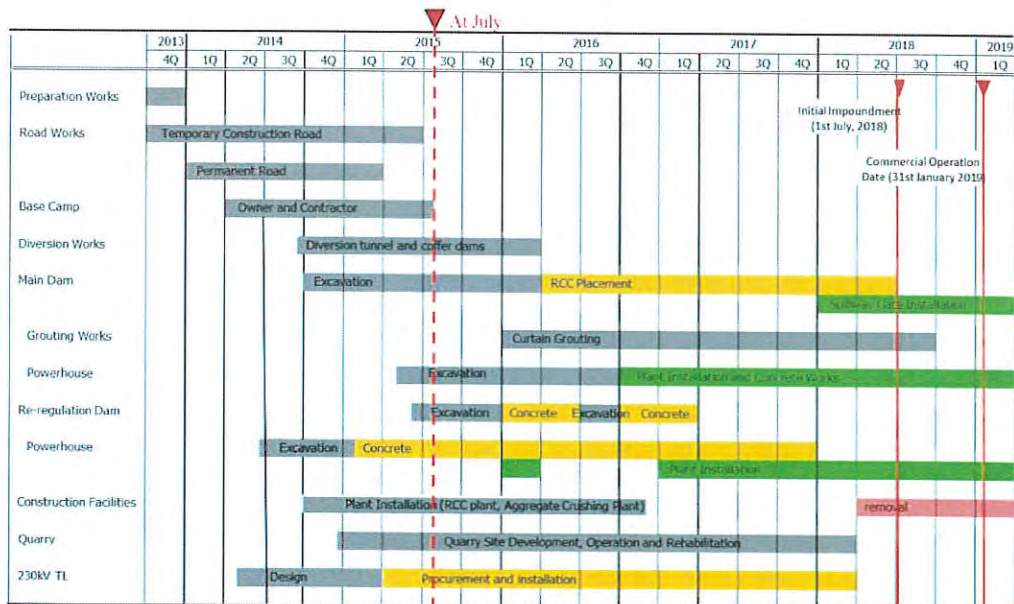 At July
2013 2014 2015 2016 2017 2018 2019
4Q 1Q 2Q 3Q 4Q 1Q 2Q 3Q 4Q 1Q 2Q 3Q 4Q 1Q 2Q 3Q 4Q 1Q 2Q 3Q 4Q 1Q
Preparation Works
Initial Impoundment
(1st July, 2018)
Road Works Temporary Construction Road
Commercial Operation
Date (31st January 2019
Permanent Road
Base Camp Owner and Contractor
Diversion Works Diversion tunnel and coffer dams
Main Dam Excavation RCC Placement
Spillway Gate Installation
Grouting Works Curtain Grouting
Powerhouse Excavation Plant Installation and Concrete Works
Re-regulation Dam Excavation Concrete Excavation Concrete
Powerhouse Excavation Concrete
Plant Installation
Construction Facilities Plant Installation (RCC plant, Aggregate Crushing Plant) removal
Quarry Quarry Site Development, Operation and Rehabilitation
230kV TL Design Procurement and Installation